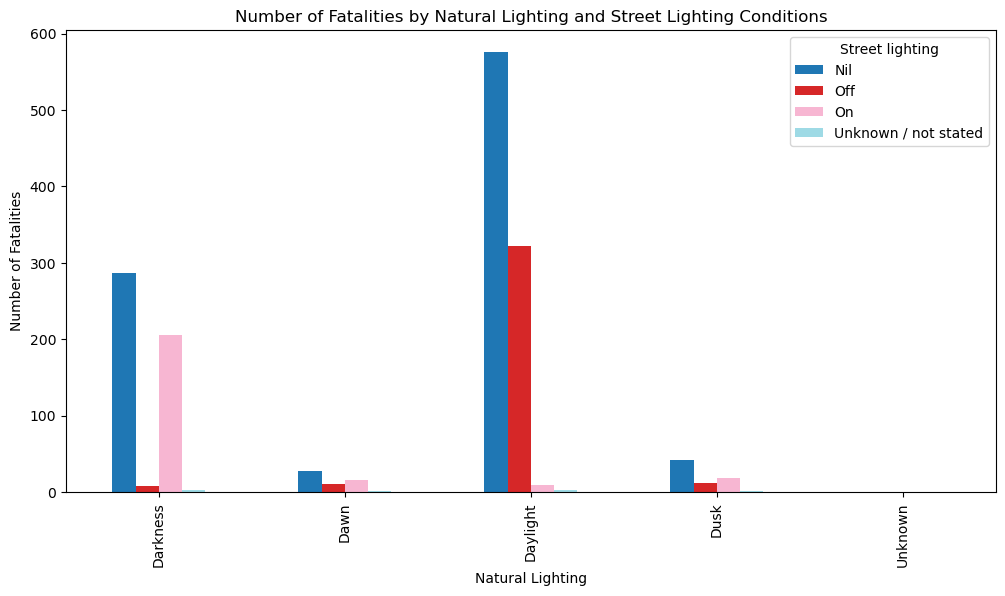 Number of Fatalities by Natural Lighting and Street Lighting Conditions
Number of Fatalities
600
500
400
300
200
100
0
Street lighting
Nil
Off
On
Unknown / not stated
Darkness
Dawn
Daylight
Dusk
Unknown
Natural Lighting